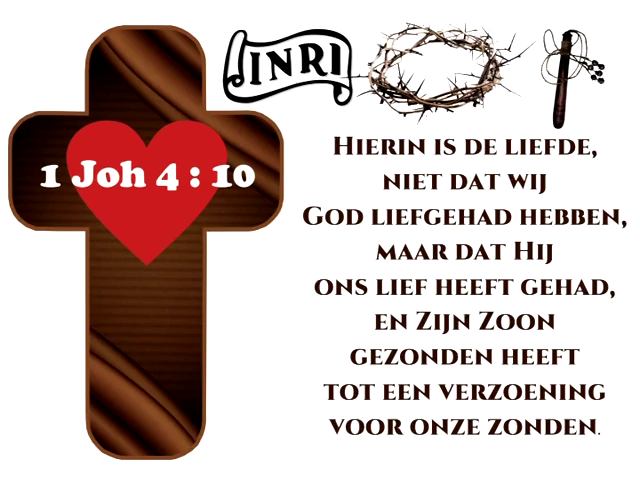 INRI
1 Joh 4 : 10
Hierin is de liefde,
niet dat wij
God liefgehad hebben,
maar dat Hij
ons lief heeft gehad,
en Zijn Zoon
gezonden heeft
tot een verzoening
voor onze zonden.